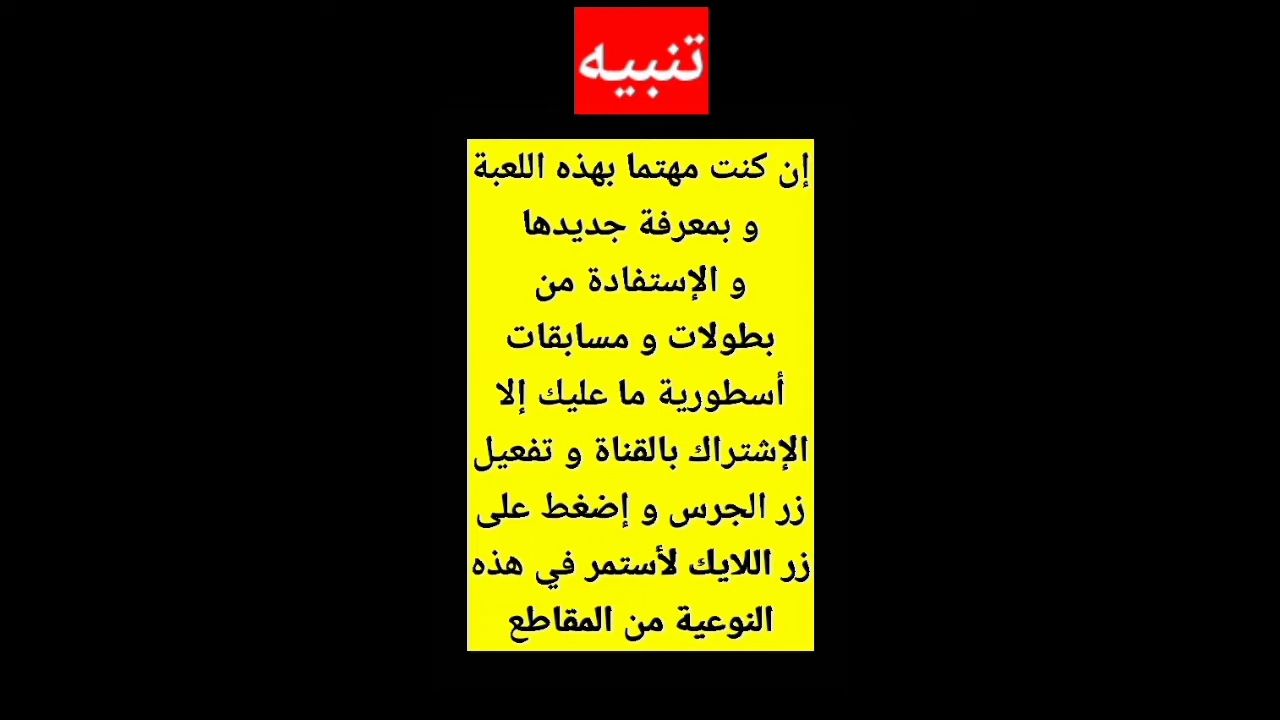 تنبيه
إن كنت مهتما بهذه اللعبة
و بمعرفة جديدها
و الإستفادة من
بطولات و مسابقات
أسطورية ما عليك إلا
الإشتراك بالقناة و تفعيل
زر الجرس و إضغط على
زر اللايك لأستمر في هذه
النوعية من المقاطع